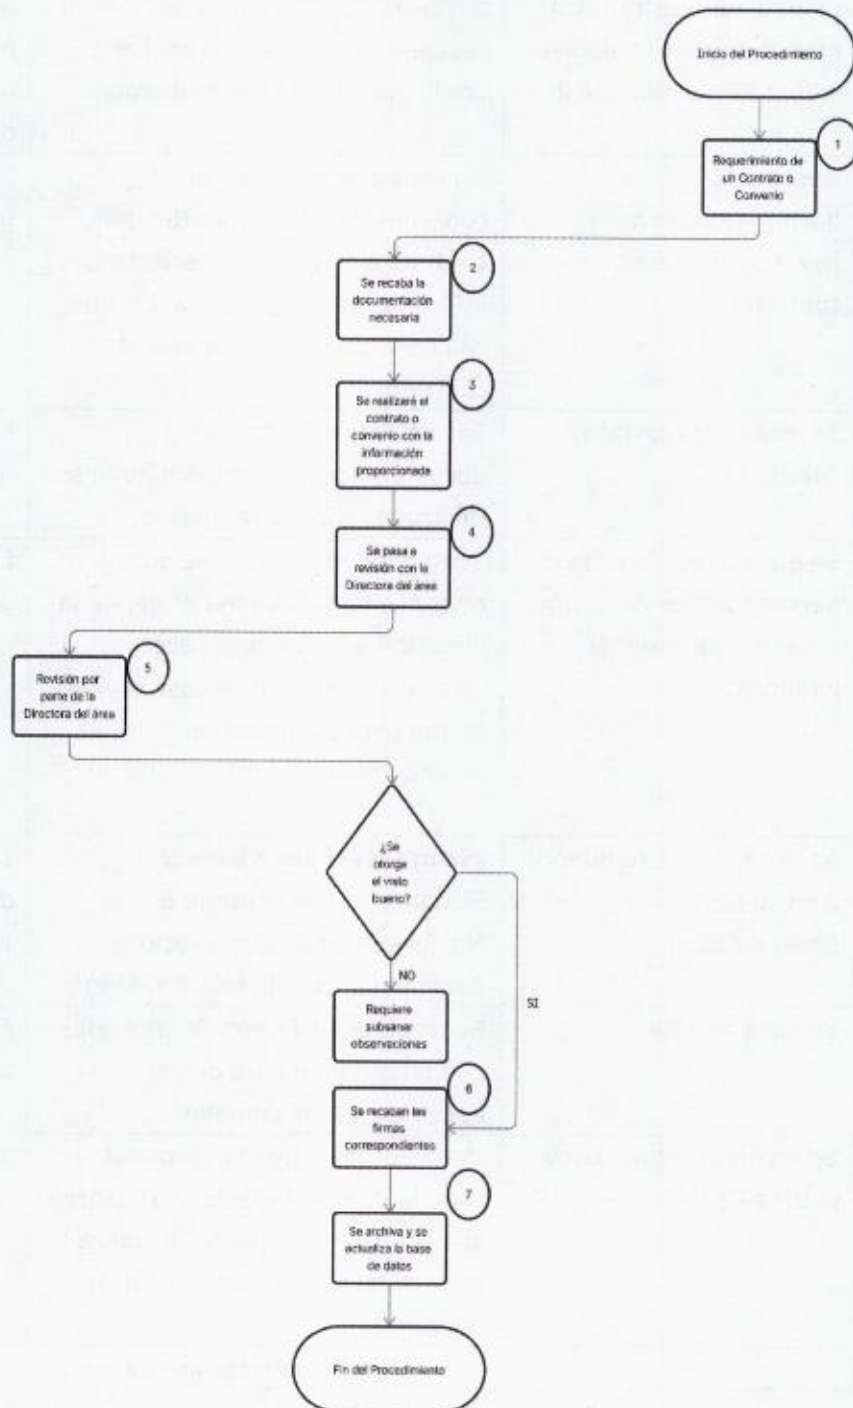 Inicio del Procedimiento
1
Requerimiento de
un Contrato o
Convenio
2
Se recaba la
documentación
necesaria
3
Se realizará el
contrato o
convenio con la
información
proporcionada
4
Se pasa a
revisión con la
Directora del área
5
Revisión por
parte de la
Directora del área
¿Se
otorga
el visto
bueno?
NO
SI
Requiere
subsanar
observaciones
6
Se recaban las
firmas
correspondientes
7
Se archiva y se
actualiza la base
de datos
Fin del Procedimiento